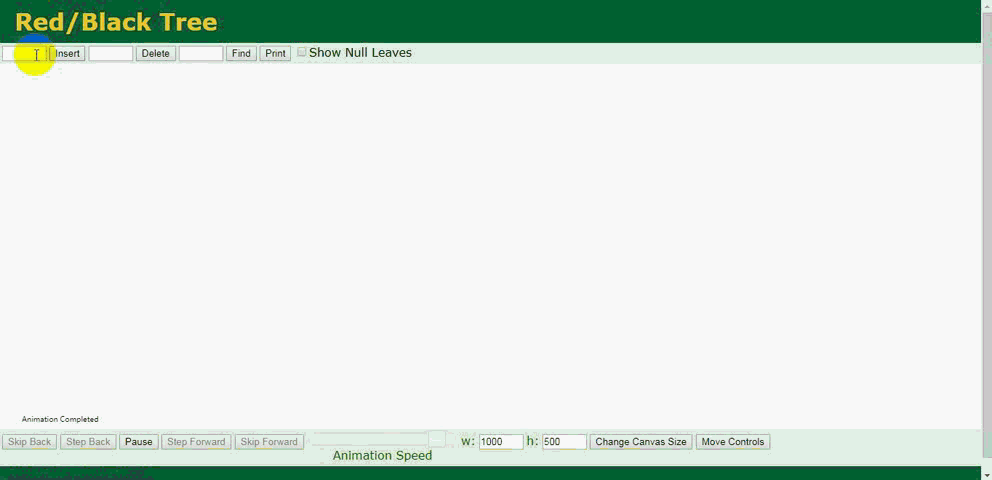 Red/Black Tree
Insert Delete Find Print Show Null Leaves
Animation Completed
Skip Back Step Back Pause Step Forward Skip Forward w: 1000 h: 500 Change Canvas Size Move Controls
Animation Speed